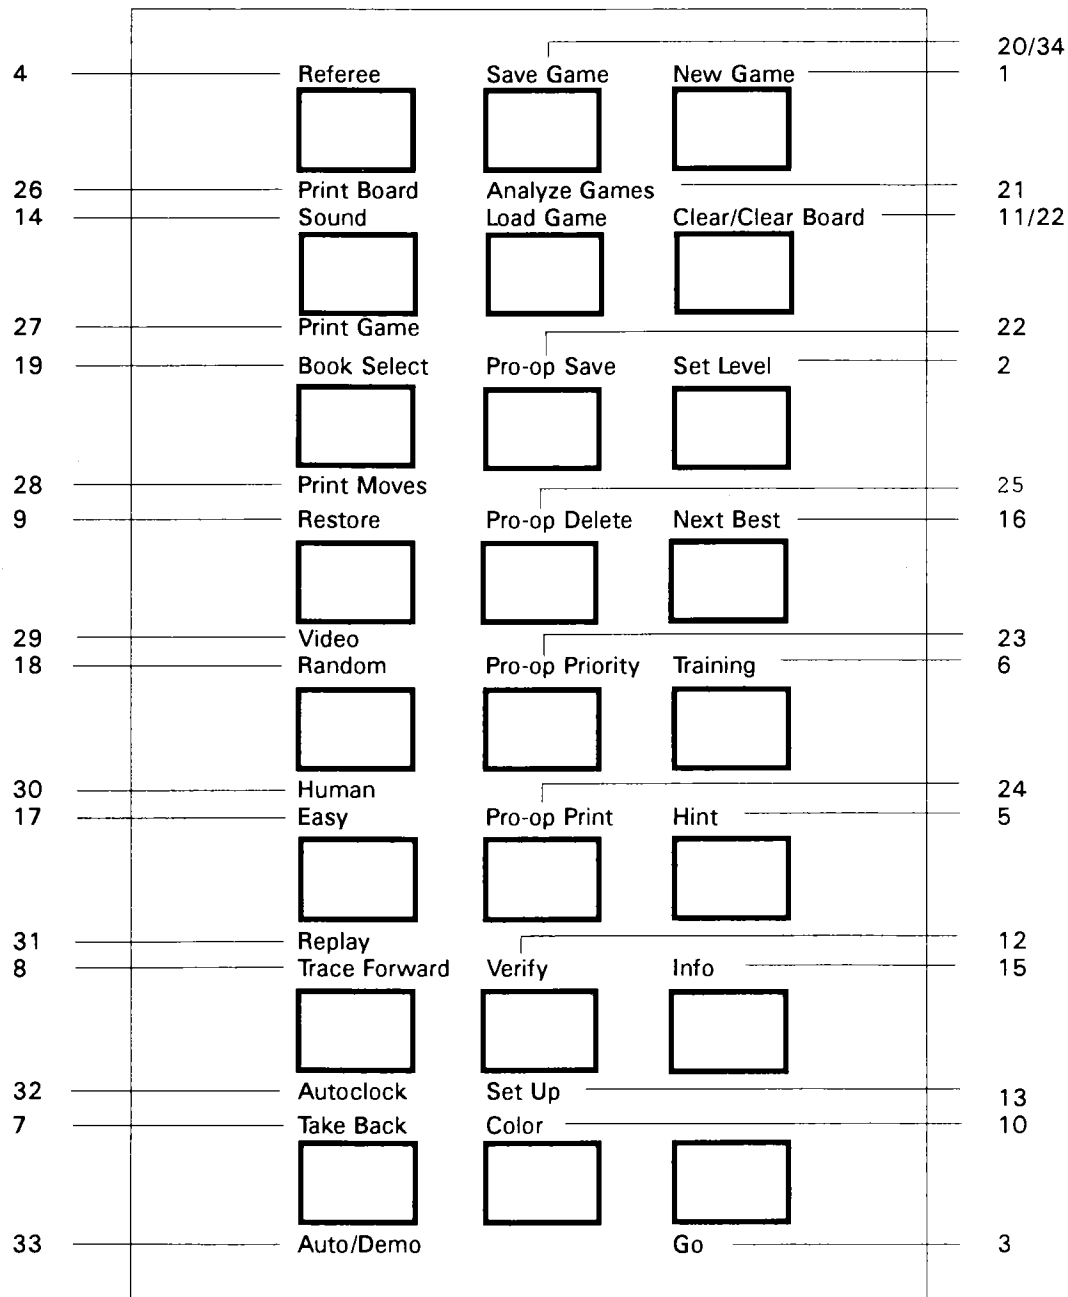 20/34
4 Referee Save Game New Game 1
26 Print Board Analyze Games 21
14 Sound Load Game Clear/Clear Board 11/22
27 Print Game 22
19 Book Select Pro-op Save Set Level 2
28 Print Moves 25
9 Restore Pro-op Delete Next Best 16
29 Video 23
18 Random Pro-op Priority Training 6
30 Human 24
17 Easy Pro-op Print Hint 5
31 Replay 12
8 Trace Forward Verify Info 15
32 Autoclock Set Up 13
7 Take Back Color 10
33 Auto/Demo Go 3